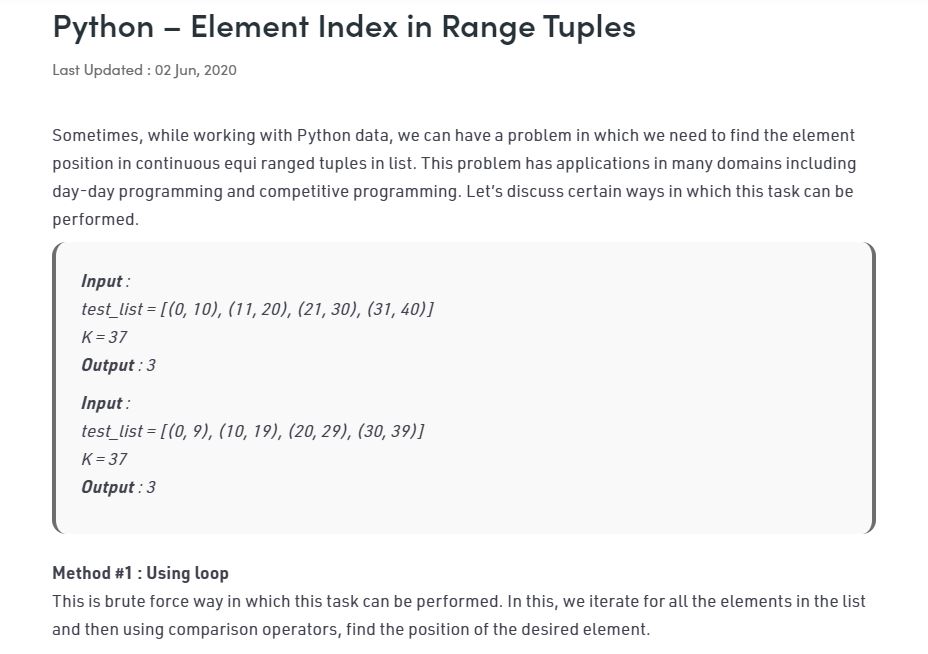 Python – Element Index in Range Tuples
Last Updated : 02 Jun, 2020
Sometimes, while working with Python data, we can have a problem in which we need to find the element
position in continuous equi ranged tuples in list. This problem has applications in many domains including
day-day programming and competitive programming. Let’s discuss certain ways in which this task can be
performed.
Input :
test_list = [(0, 10), (11, 20), (21, 30), (31, 40)]
K = 37
Output : 3
Input :
test_list = [(0, 9), (10, 19), (20, 29), (30, 39)]
K = 37
Output : 3
Method #1 : Using loop
This is brute force way in which this task can be performed. In this, we iterate for all the elements in the list
and then using comparison operators, find the position of the desired element.